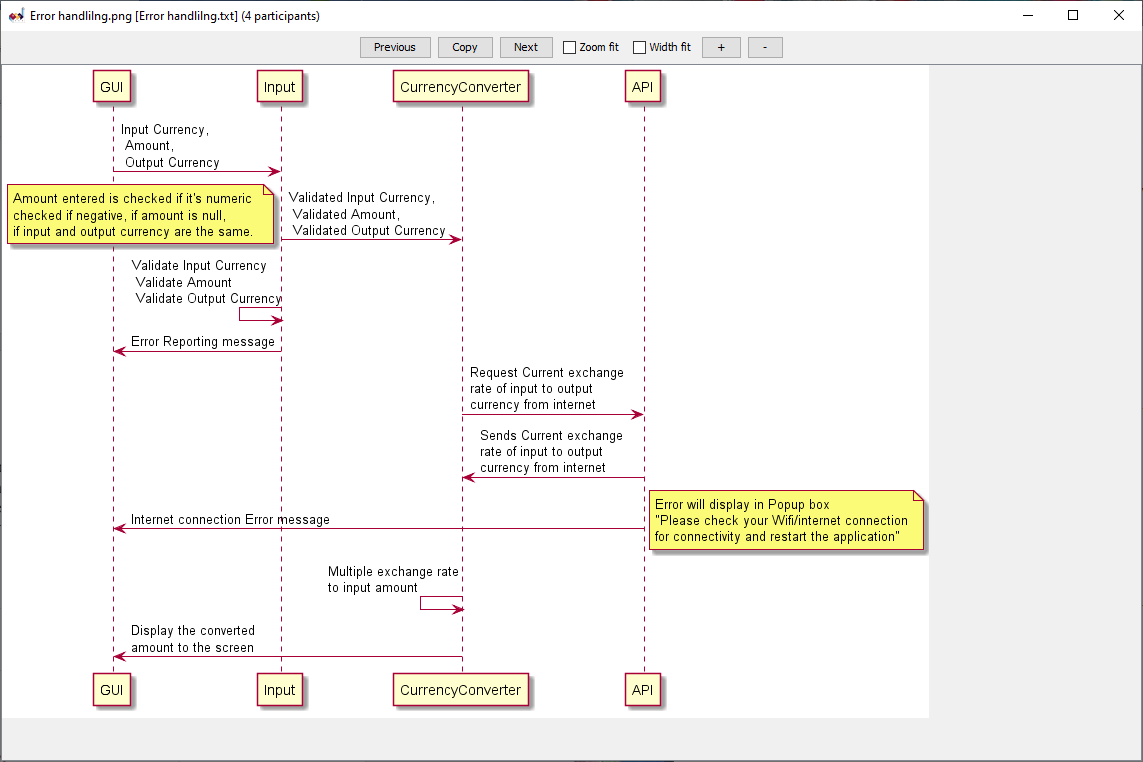 Error handlilng.png [Error handlilng.txt] (4 participants)
Previous Copy Next Zoom fit Width fit + -
GUI Input CurrencyConverter API
Input Currency,
Amount,
Output Currency
Amount entered is checked if it's numeric
checked if negative, if amount is null,
if input and output currency are the same.
Validated Input Currency,
Validated Amount,
Validated Output Currency
Validate Input Currency
Validate Amount
Validate Output Currency
Error Reporting message
Request Current exchange
rate of input to output
currency from internet
Sends Current exchange
rate of input to output
currency from internet
Internet connection Error message
Error will display in Popup box
"Please check your Wifi/internet connection
for connectivity and restart the application"
Multiple exchange rate
to input amount
Display the converted
amount to the screen
GUI Input CurrencyConverter API